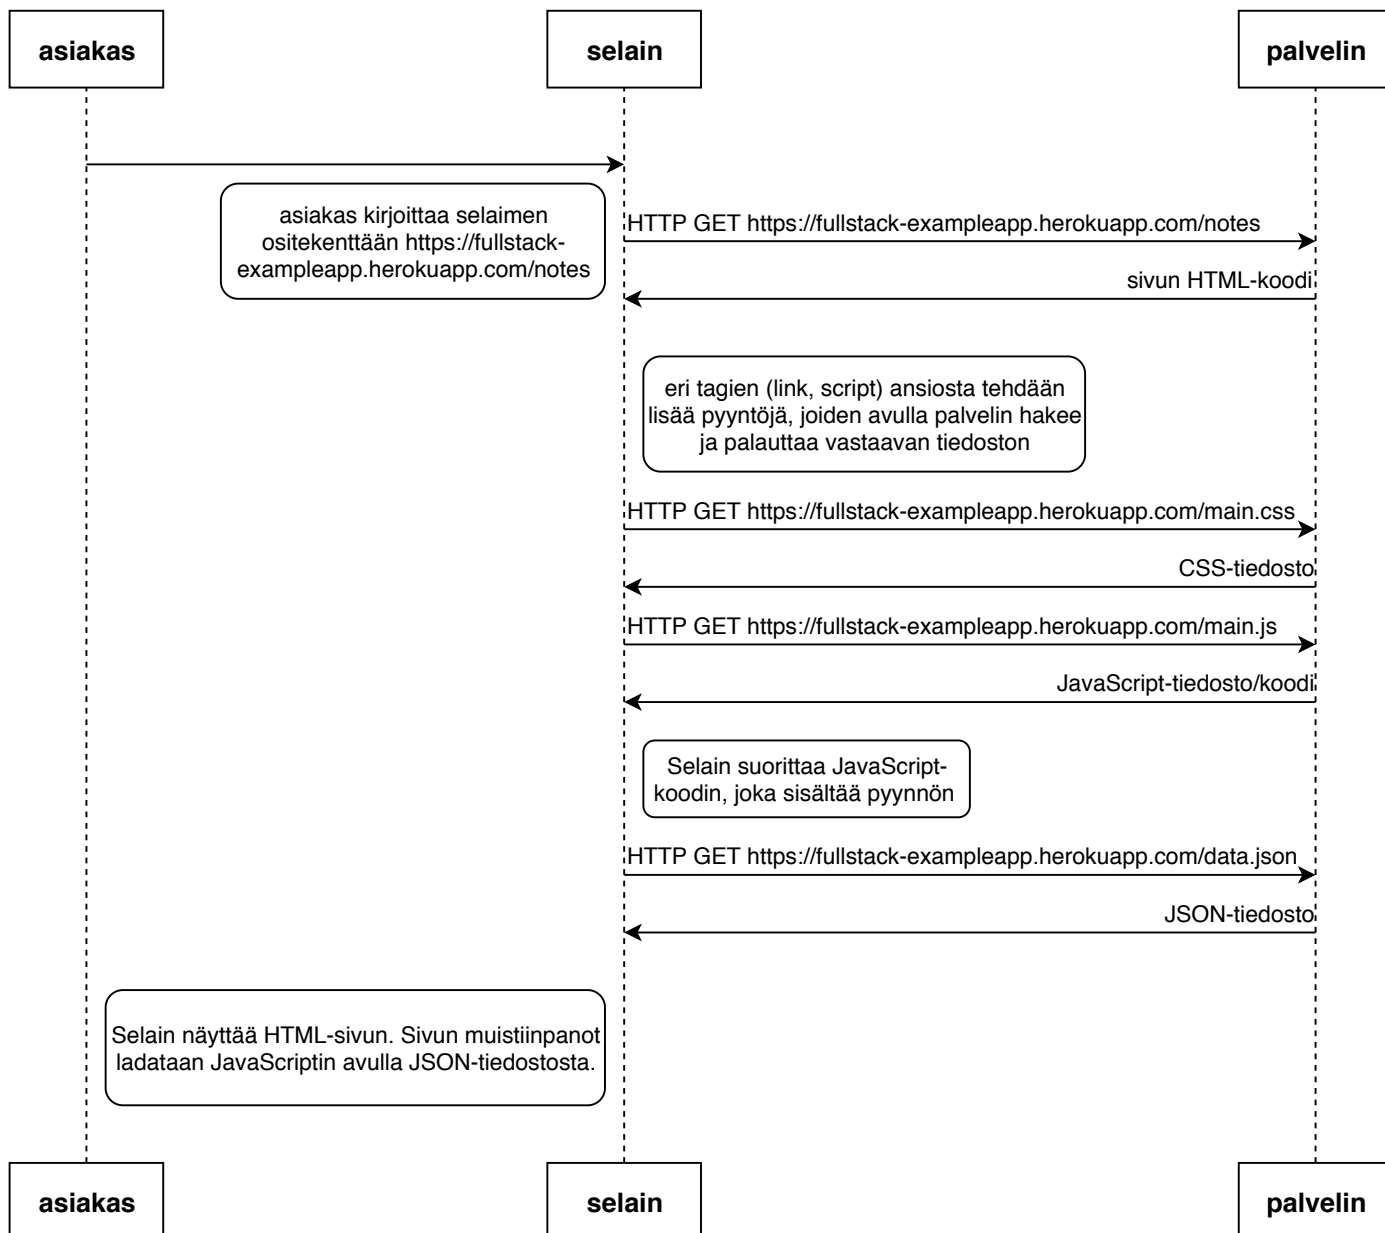 asiakas
selain
palvelin
asiakas kirjoittaa selaimen
ositekenttään https://fullstack-
expampleapp.herokuapp.com/notes
HTTP GET https://fullstack-exampleapp.herokuapp.com/notes
sivun HTML-koodi
eri tagien (link, script) ansiosta tehdään
lisää pyyntöjä, joiden avulla palvelin hakee
ja palauttaa vastaavan tiedoston
HTTP GET https://fullstack-exampleapp.herokuapp.com/main.css
CSS-tiedosto
HTTP GET https://fullstack-exampleapp.herokuapp.com/main.js
JavaScript-tiedosto/koodi
Selain suorittaa JavaScript-
koodin, joka sisältää pyynnön
HTTP GET https://fullstack-exampleapp.herokuapp.com/data.json
JSON-tiedosto
Selain näyttää HTML-sivun. Sivun muistiinpanot
ladataan JavaScriptin avulla JSON-tiedostosta.
asiakas
selain
palvelin